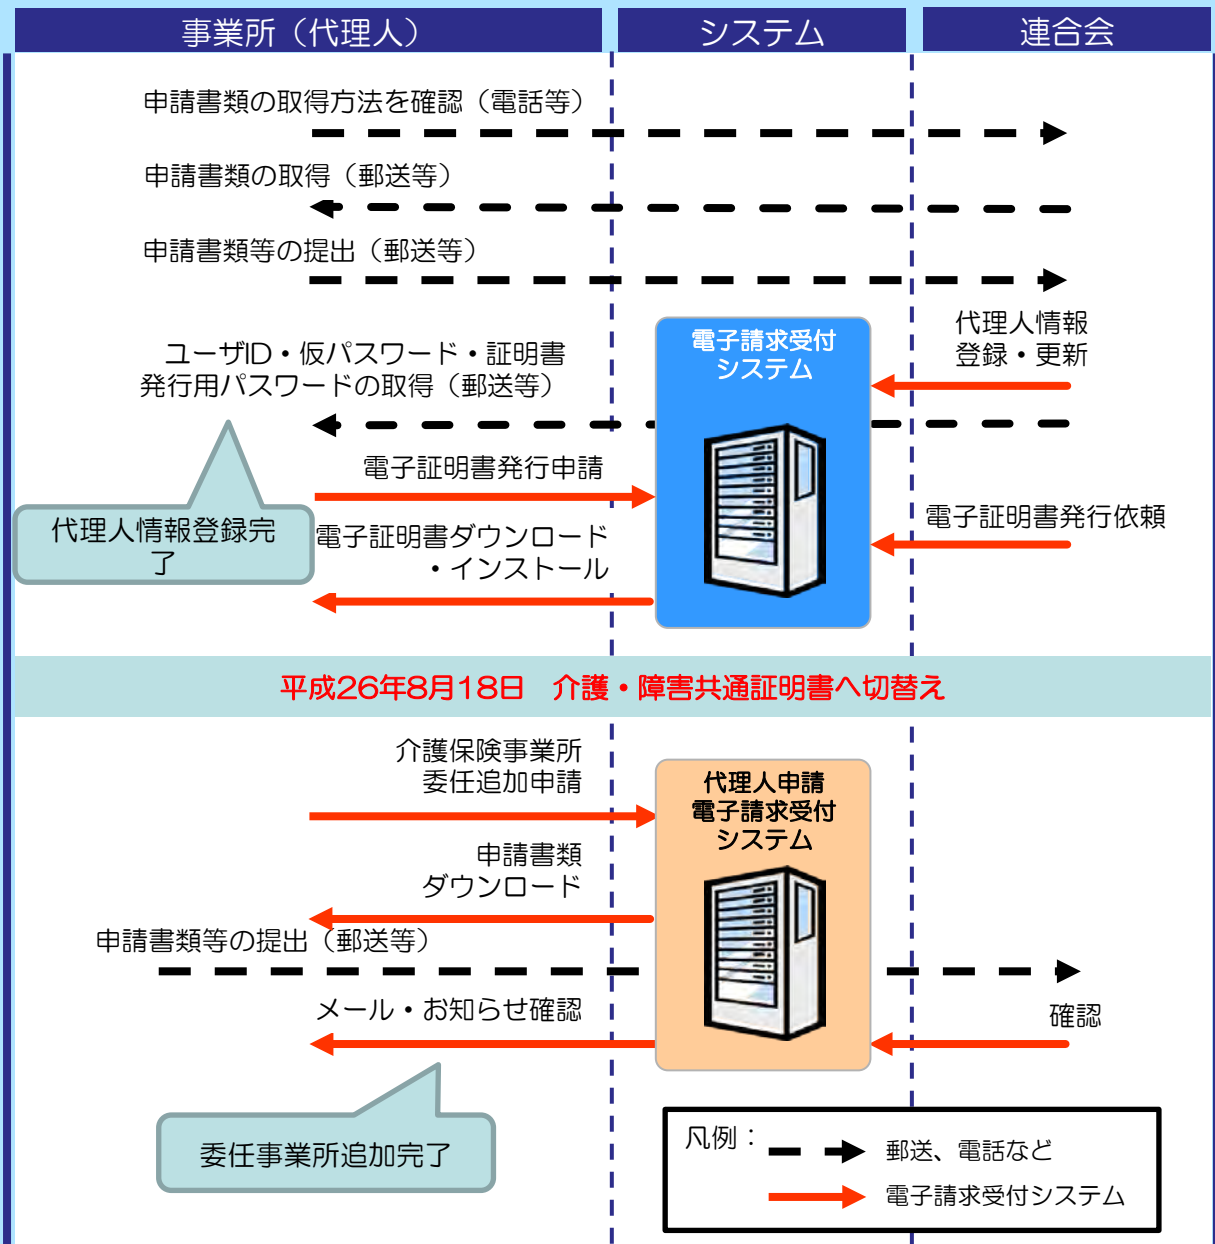 事業所（代理人）
システム
連合会
申請書類の取得方法を確認（電話等）
申請書類の取得（郵送等）
申請書類等の提出（郵送等）
代理人情報
登録・更新
電子請求受付
システム
ユーザID・仮パスワード・証明書
発行用パスワードの取得（郵送等）
電子証明書発行申請
代理人情報登録完
了
電子証明書発行依頼
電子証明書ダウンロード
・インストール
平成26年8月18日　介護・障害共通証明書へ切替え
介護保険事業所
委任追加申請
代理人申請
電子請求受付
システム
申請書類
ダウンロード
申請書類等の提出（郵送等）
メール・お知らせ確認
確認
委任事業所追加完了
凡例：
郵送、電話など
電子請求受付システム